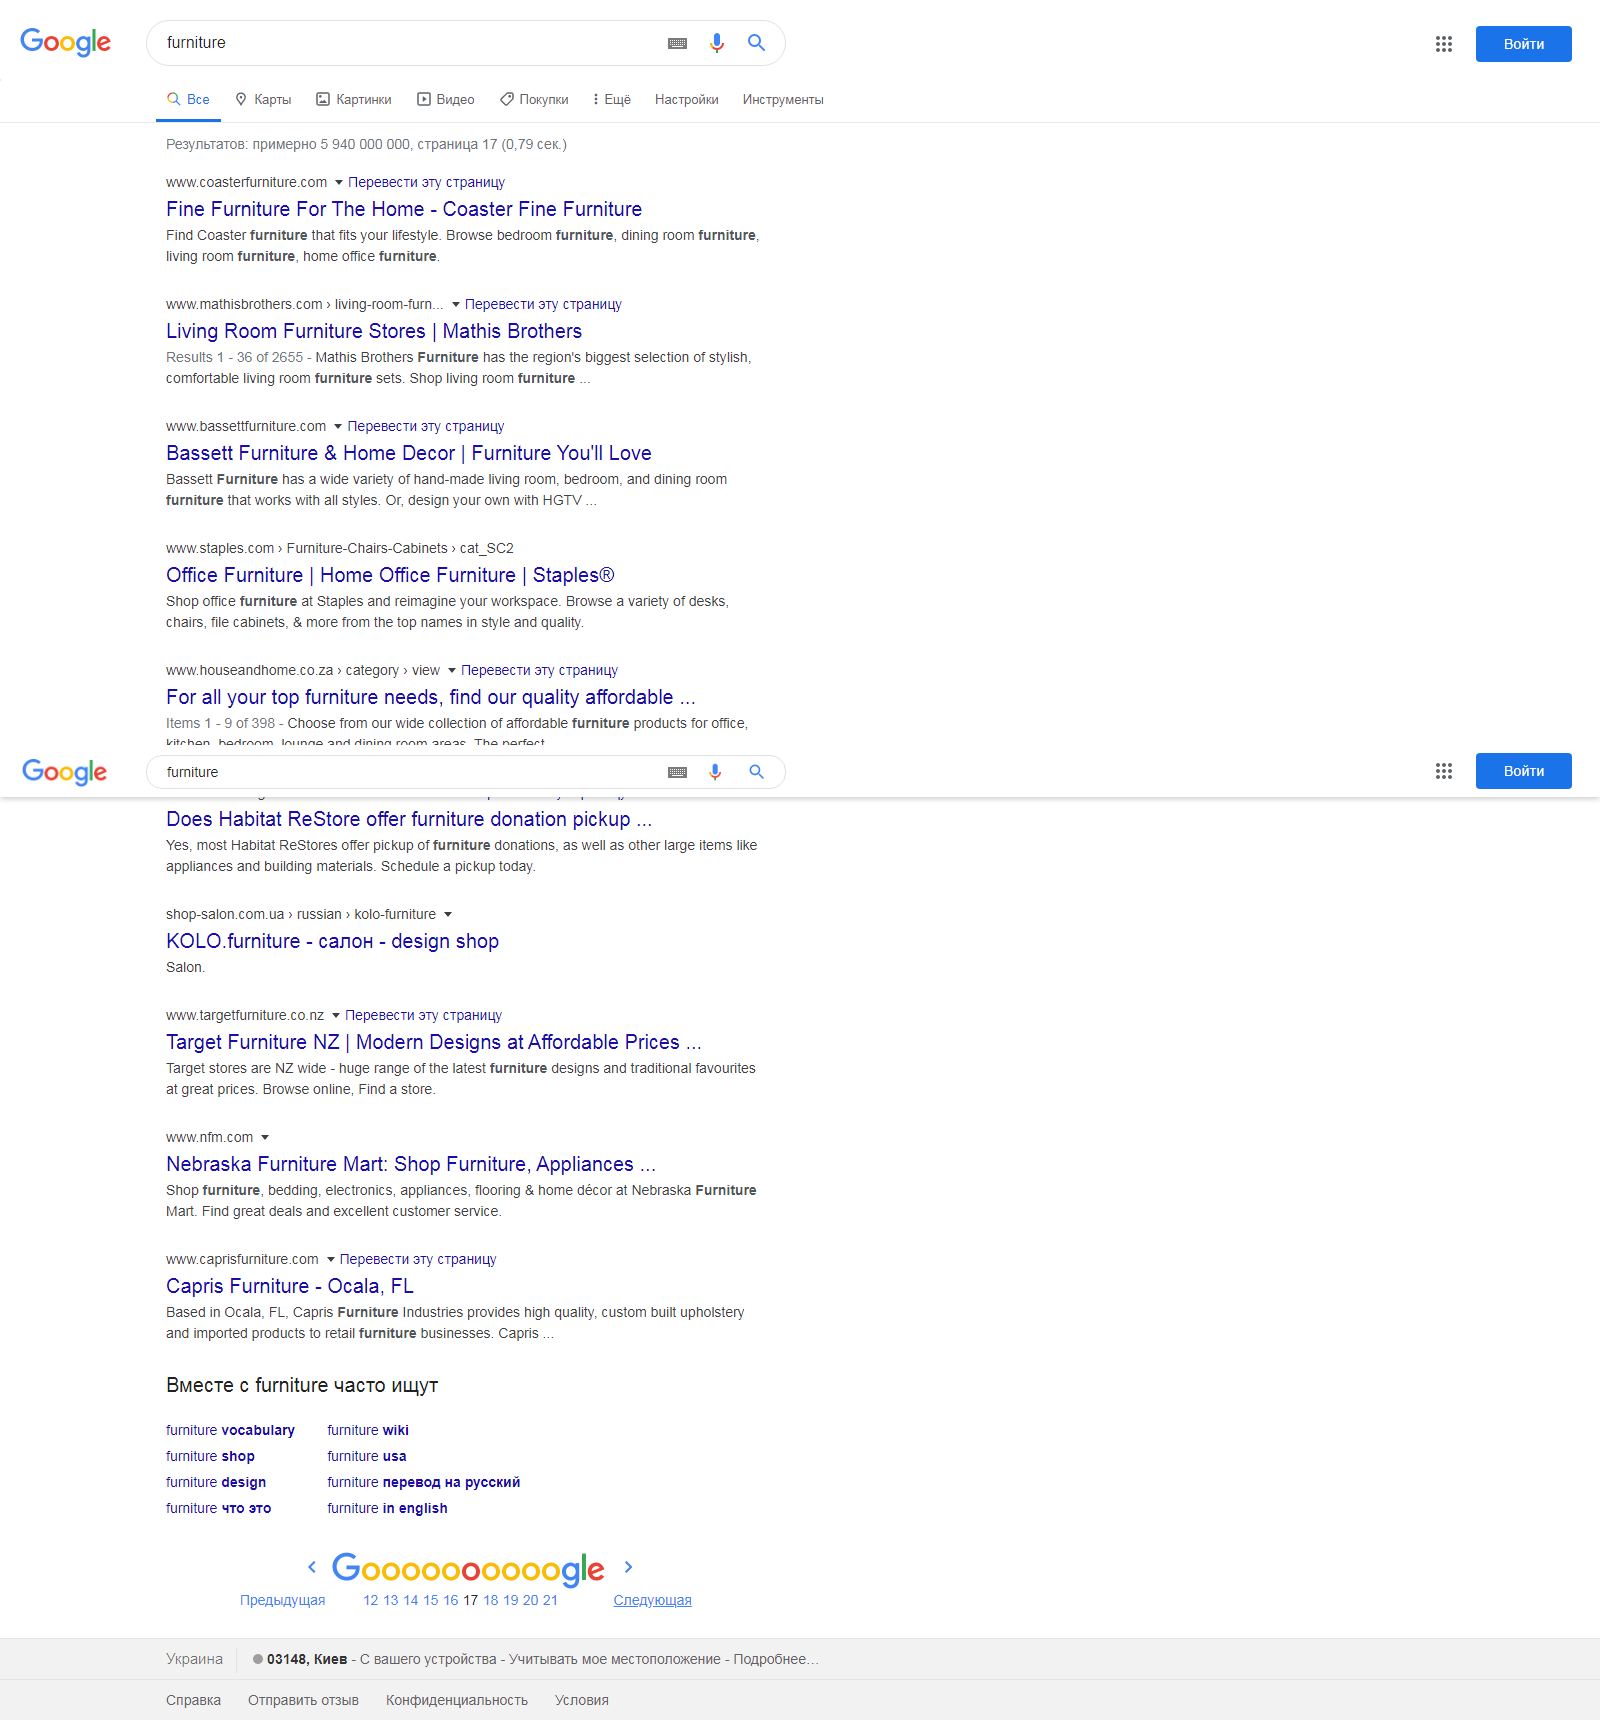 Google furniture Войти
Все Карты Картинки Видео Покупки Ещё Настройки Инструменты
Результатов: примерно 5 940 000 000, страница 17 (0,79 сек.)
www.coasterfurniture.com Перевести эту страницу
Fine Furniture For The Home - Coaster Fine Furniture
Find Coaster furniture that fits your lifestyle. Browse bedroom furniture, dining room furniture,
living room furniture, home office furniture.
www.mathisbrothers.com › living-room-furn... Перевести эту страницу
Living Room Furniture Stores | Mathis Brothers
Results 1 - 36 of 2655 - Mathis Brothers Furniture has the region's biggest selection of stylish,
comfortable living room furniture sets. Shop living room furniture ...
www.bassettfurniture.com Перевести эту страницу
Bassett Furniture & Home Decor | Furniture You'll Love
Bassett Furniture has a wide variety of hand-made living room, bedroom, and dining room
furniture that works with all styles. Or, design your own with HGTV ...
www.staples.com › Furniture-Chairs-Cabinets › cat_SC2
Office Furniture | Home Office Furniture | Staples®
Shop office furniture at Staples and reimagine your workspace. Browse a variety of desks,
chairs, file cabinets, & more from the top names in style and quality.
www.houseandhome.co.za › category › view Перевести эту страницу
For all your top furniture needs, find our quality affordable ...
Items 1 - 9 of 398 - Choose from our wide collection of affordable furniture products for office,
kitchen, bedroom, lounge and dining room areas. The perfect
Google furniture Войти
Does Habitat ReStore offer furniture donation pickup ...
Yes, most Habitat ReStores offer pickup of furniture donations, as well as other large items like
appliances and building materials. Schedule a pickup today.
shop-salon.com.ua › russian › kolo-furniture
KOLO.furniture - салон - design shop
Salon.
www.targetfurniture.co.nz Перевести эту страницу
Target Furniture NZ | Modern Designs at Affordable Prices ...
Target stores are NZ wide - huge range of the latest furniture designs and traditional favourites
at great prices. Browse online, Find a store.
www.nfm.com
Nebraska Furniture Mart: Shop Furniture, Appliances ...
Shop furniture, bedding, electronics, appliances, flooring & home décor at Nebraska Furniture
Mart. Find great deals and excellent customer service.
www.caprisfurniture.com Перевести эту страницу
Capris Furniture - Ocala, FL
Based in Ocala, FL, Capris Furniture Industries provides high quality, custom built upholstery
and imported products to retail furniture businesses. Capris ...
Вместе с furniture часто ищут
furniture vocabulary furniture wiki
furniture shop furniture usa
furniture design furniture перевод на русский
furniture что это furniture in english
Goooooooooogle
Предыдущая 12 13 14 15 16 17 18 19 20 21 Следующая
Украина 03148, Киев - С вашего устройства - Учитывать мое местоположение - Подробнее…
Справка Отправить отзыв Конфиденциальность Условия